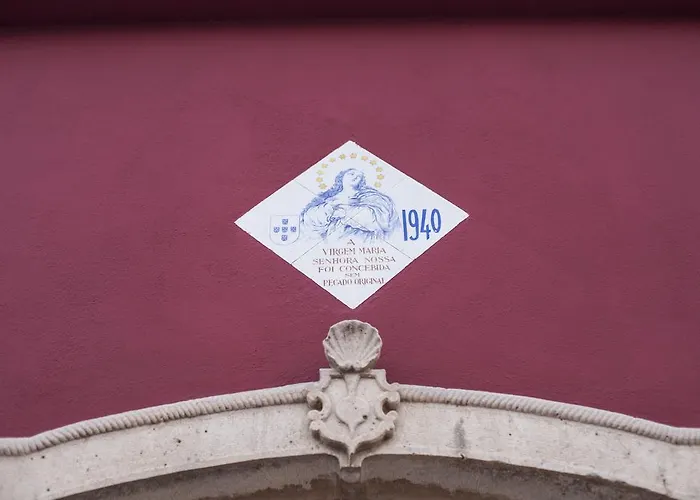 1940
A
VIRGEM MARIA
SENHORA NOSSA
FOI CONCEBIDA
SEM
PECADO ORIGINAL